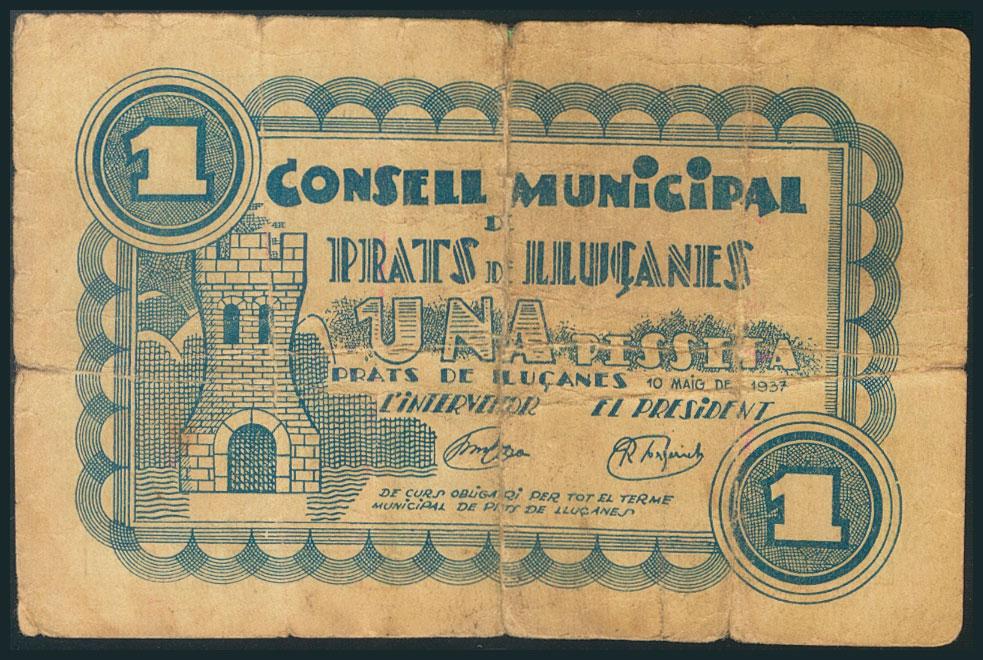 1
CONSELL MUNICIPAL
DE
PRATS DE LLUÇANES
UNA PESSETA
PRATS DE LLUÇANES 10 MAIG DE 1937
L'INTERVENTOR EL PRESIDENT
DE CURS OBLIGATORI PER TOT EL TERME
MUNICIPAL DE PRATS DE LLUÇANES
1